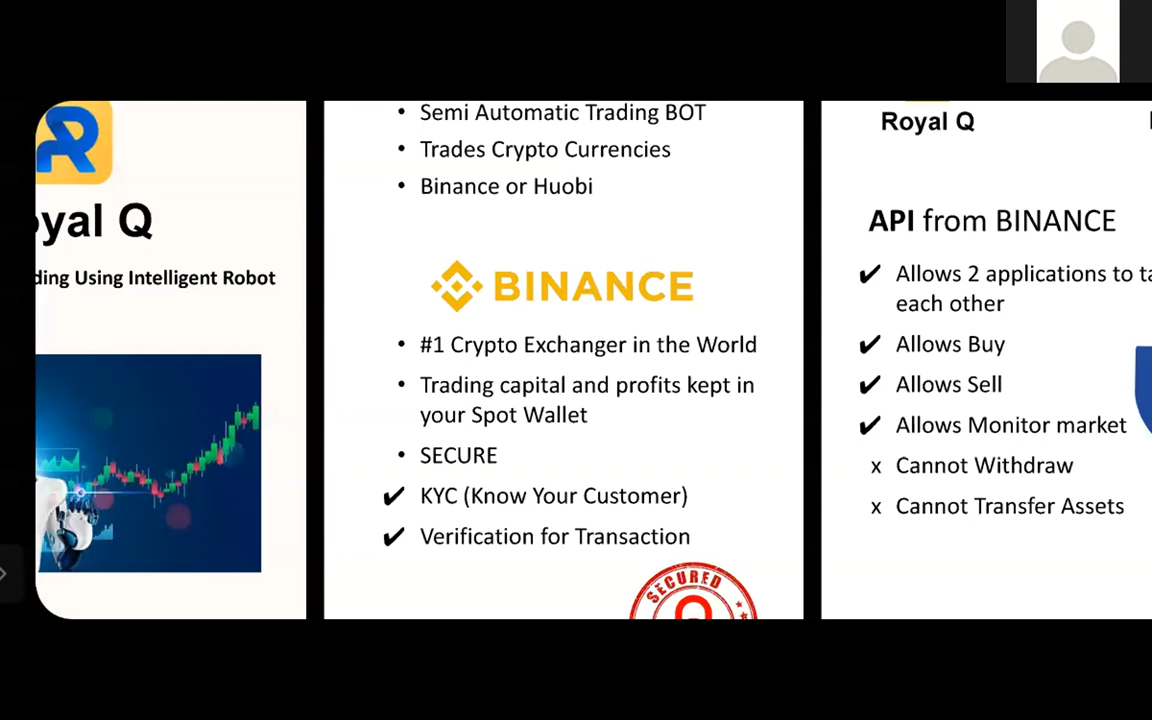 yal Q
ding Using Intelligent Robot
• Semi Automatic Trading BOT
• Trades Crypto Currencies
• Binance or Huobi
BINANCE
• #1 Crypto Exchanger in the World
• Trading capital and profits kept in
your Spot Wallet
• SECURE
✔ KYC (Know Your Customer)
✔ Verification for Transaction
SECURED
Royal Q
API from BINANCE
✔ Allows 2 applications to ta
each other
✔ Allows Buy
✔ Allows Sell
✔ Allows Monitor market
x Cannot Withdraw
x Cannot Transfer Assets